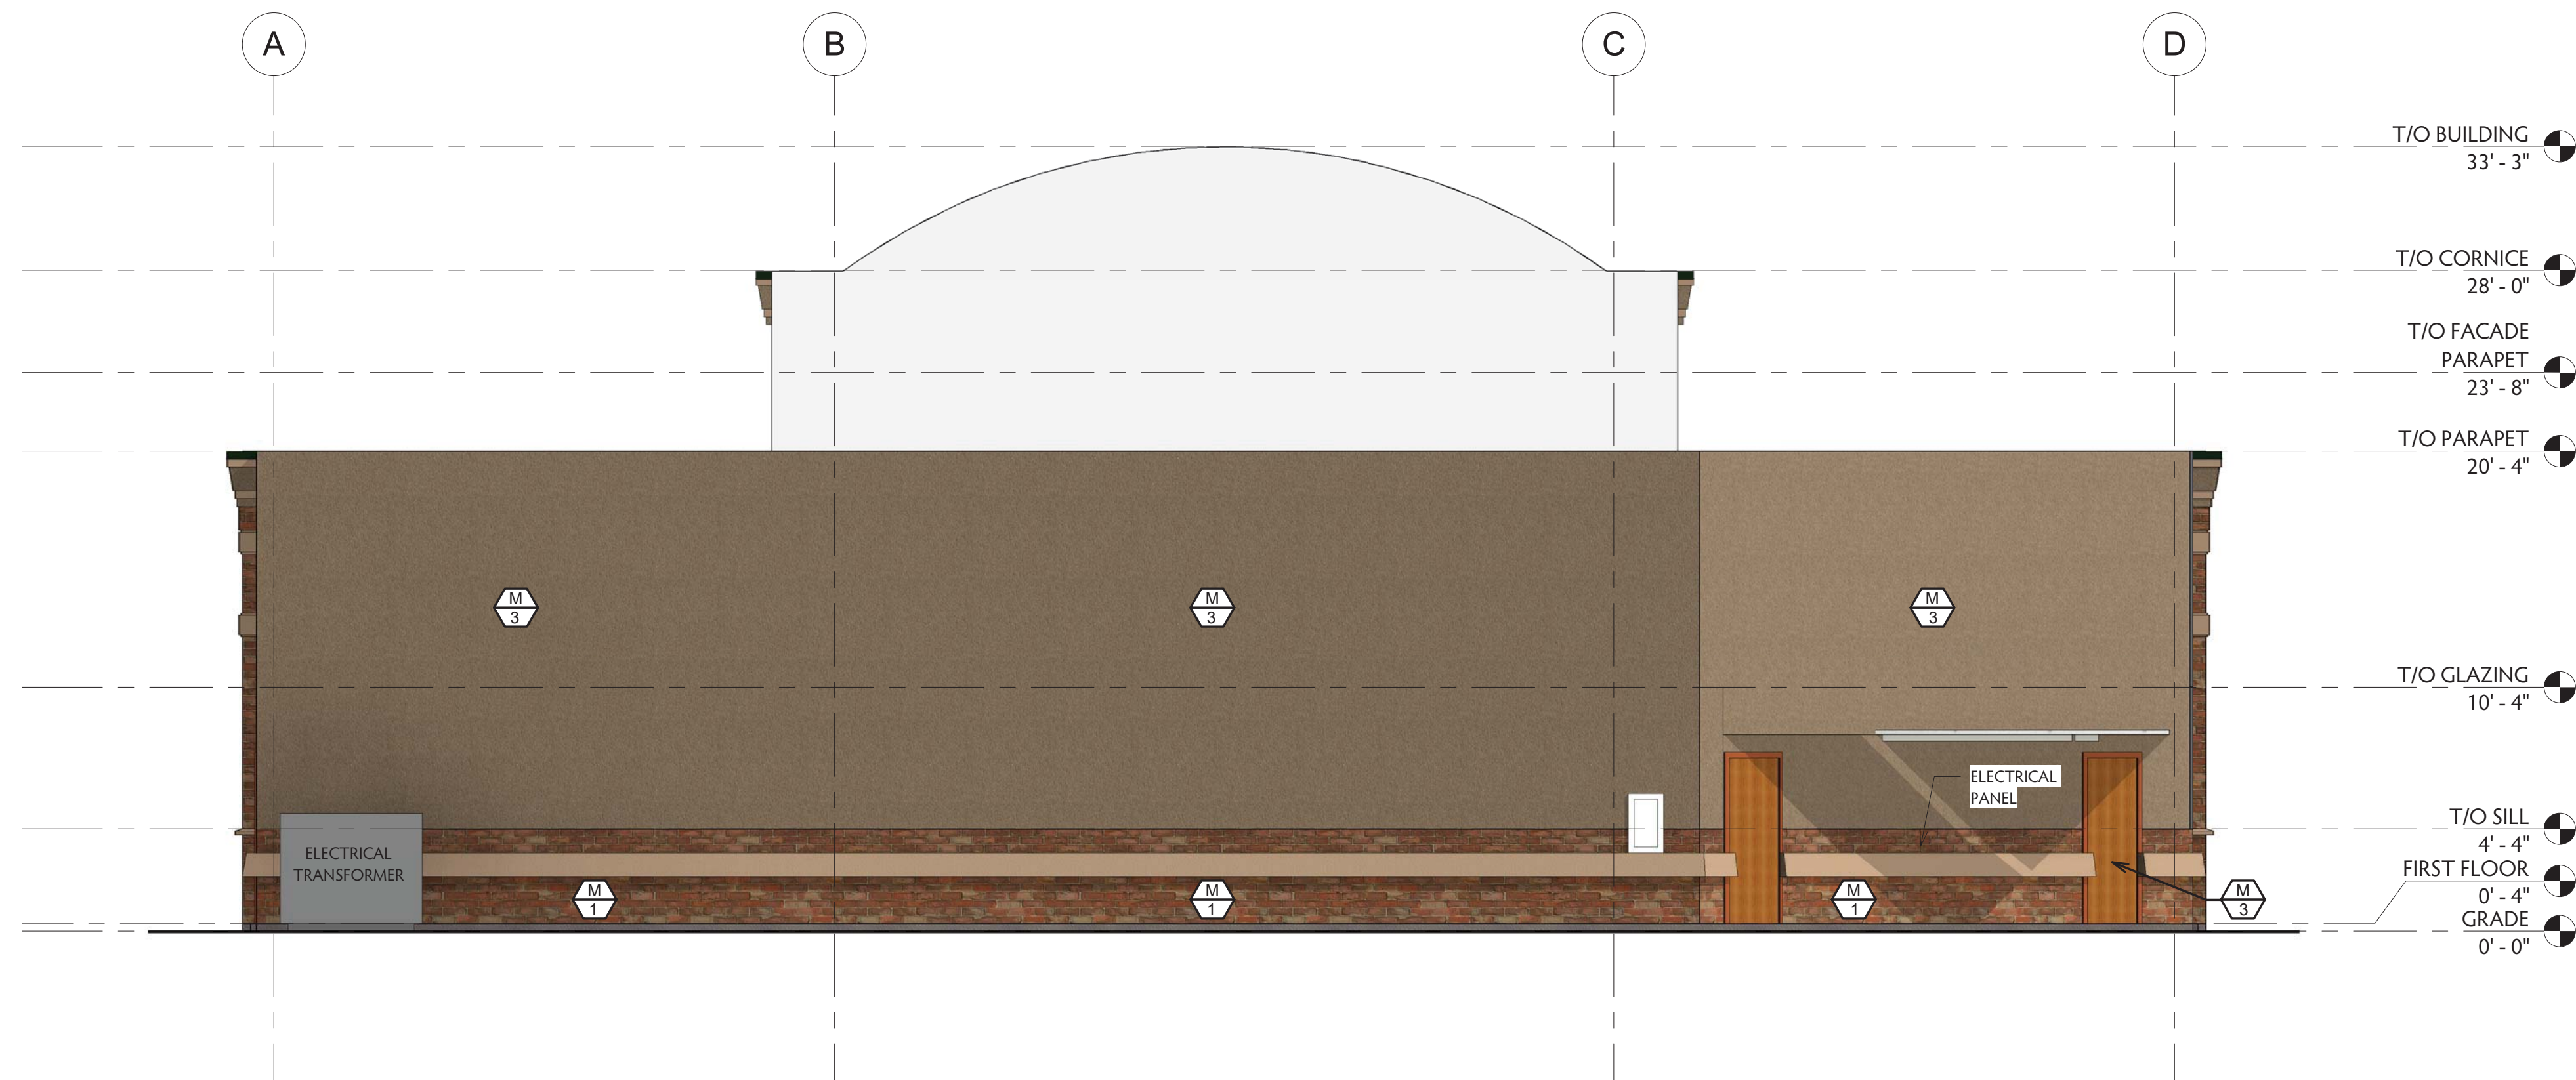 A
B
C
D
T/O BUILDING
33' - 3"
T/O CORNICE
28' - 0"
T/O FACADE
PARAPET
23' - 8"
T/O PARAPET
20' - 4"
M
3
M
3
M
3
T/O GLAZING
10' - 4"
ELECTRICAL
PANEL
T/O SILL
4' - 4"
ELECTRICAL
TRANSFORMER
FIRST FLOOR
0' - 4"
M
1
M
1
M
1
M
3
GRADE
0' - 0"